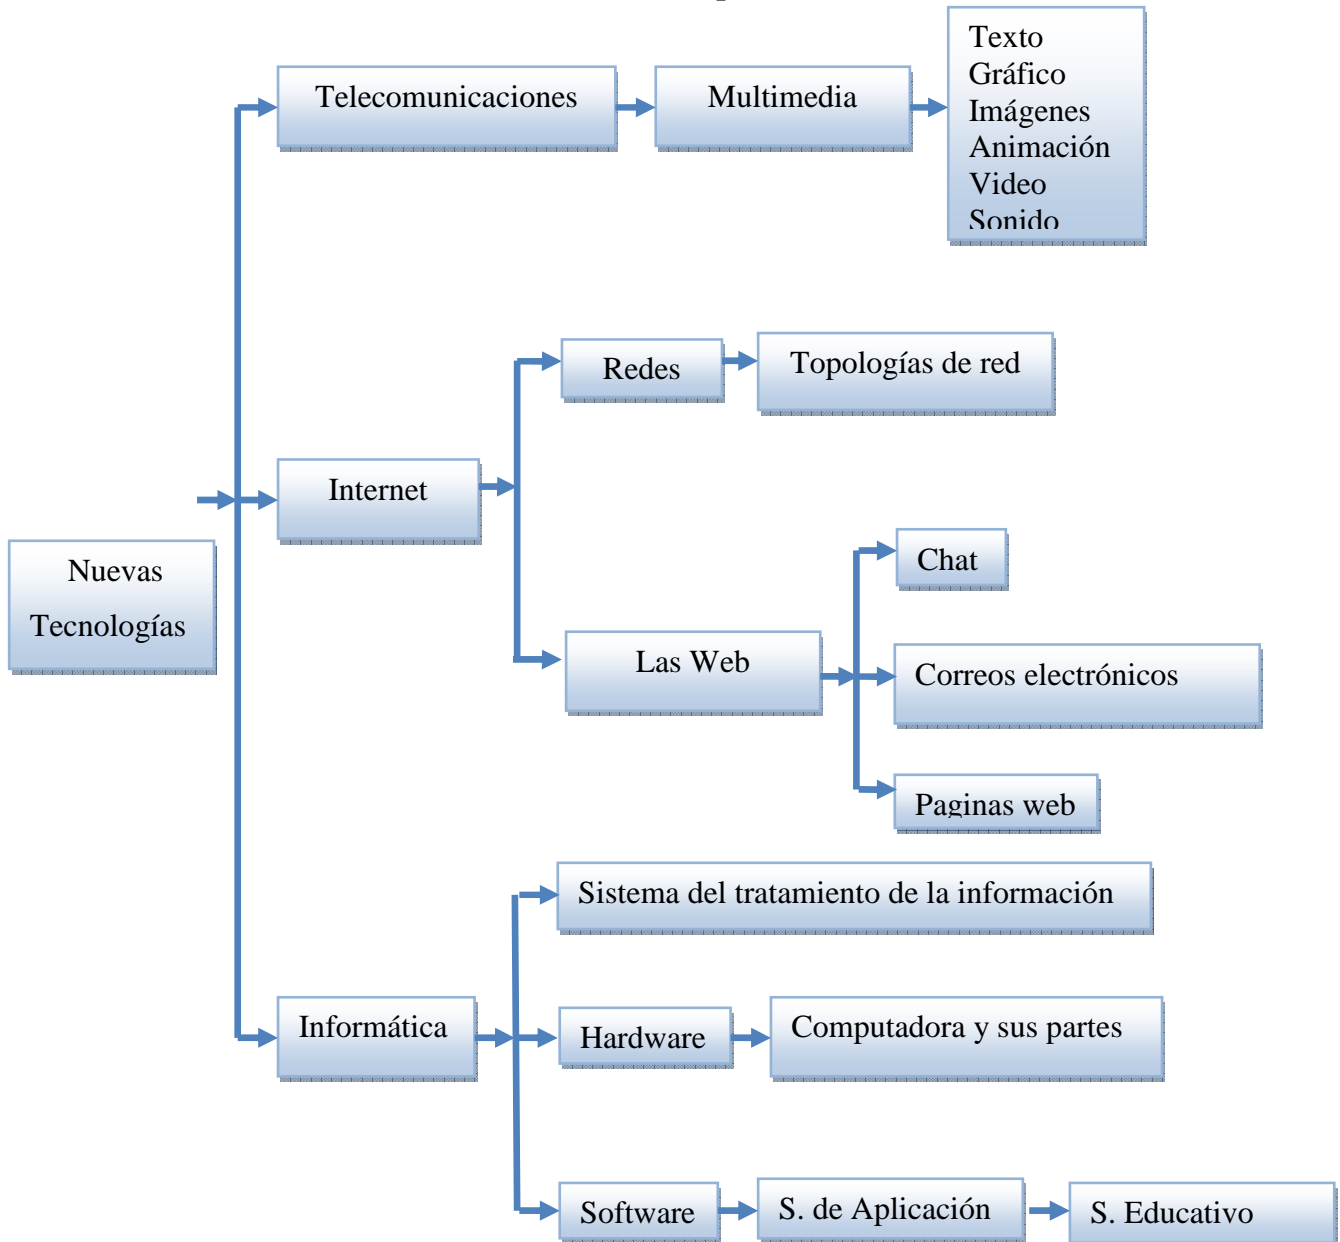 Texto
Gráfico
Imágenes
Animación
Video
Sonido
Telecomunicaciones
Multimedia
Redes
Topologías de red
Internet
Nuevas
Tecnologías
Chat
Las Web
Correos electrónicos
Paginas web
Sistema del tratamiento de la información
Informática
Hardware
Computadora y sus partes
Software
S. de Aplicación
S. Educativo